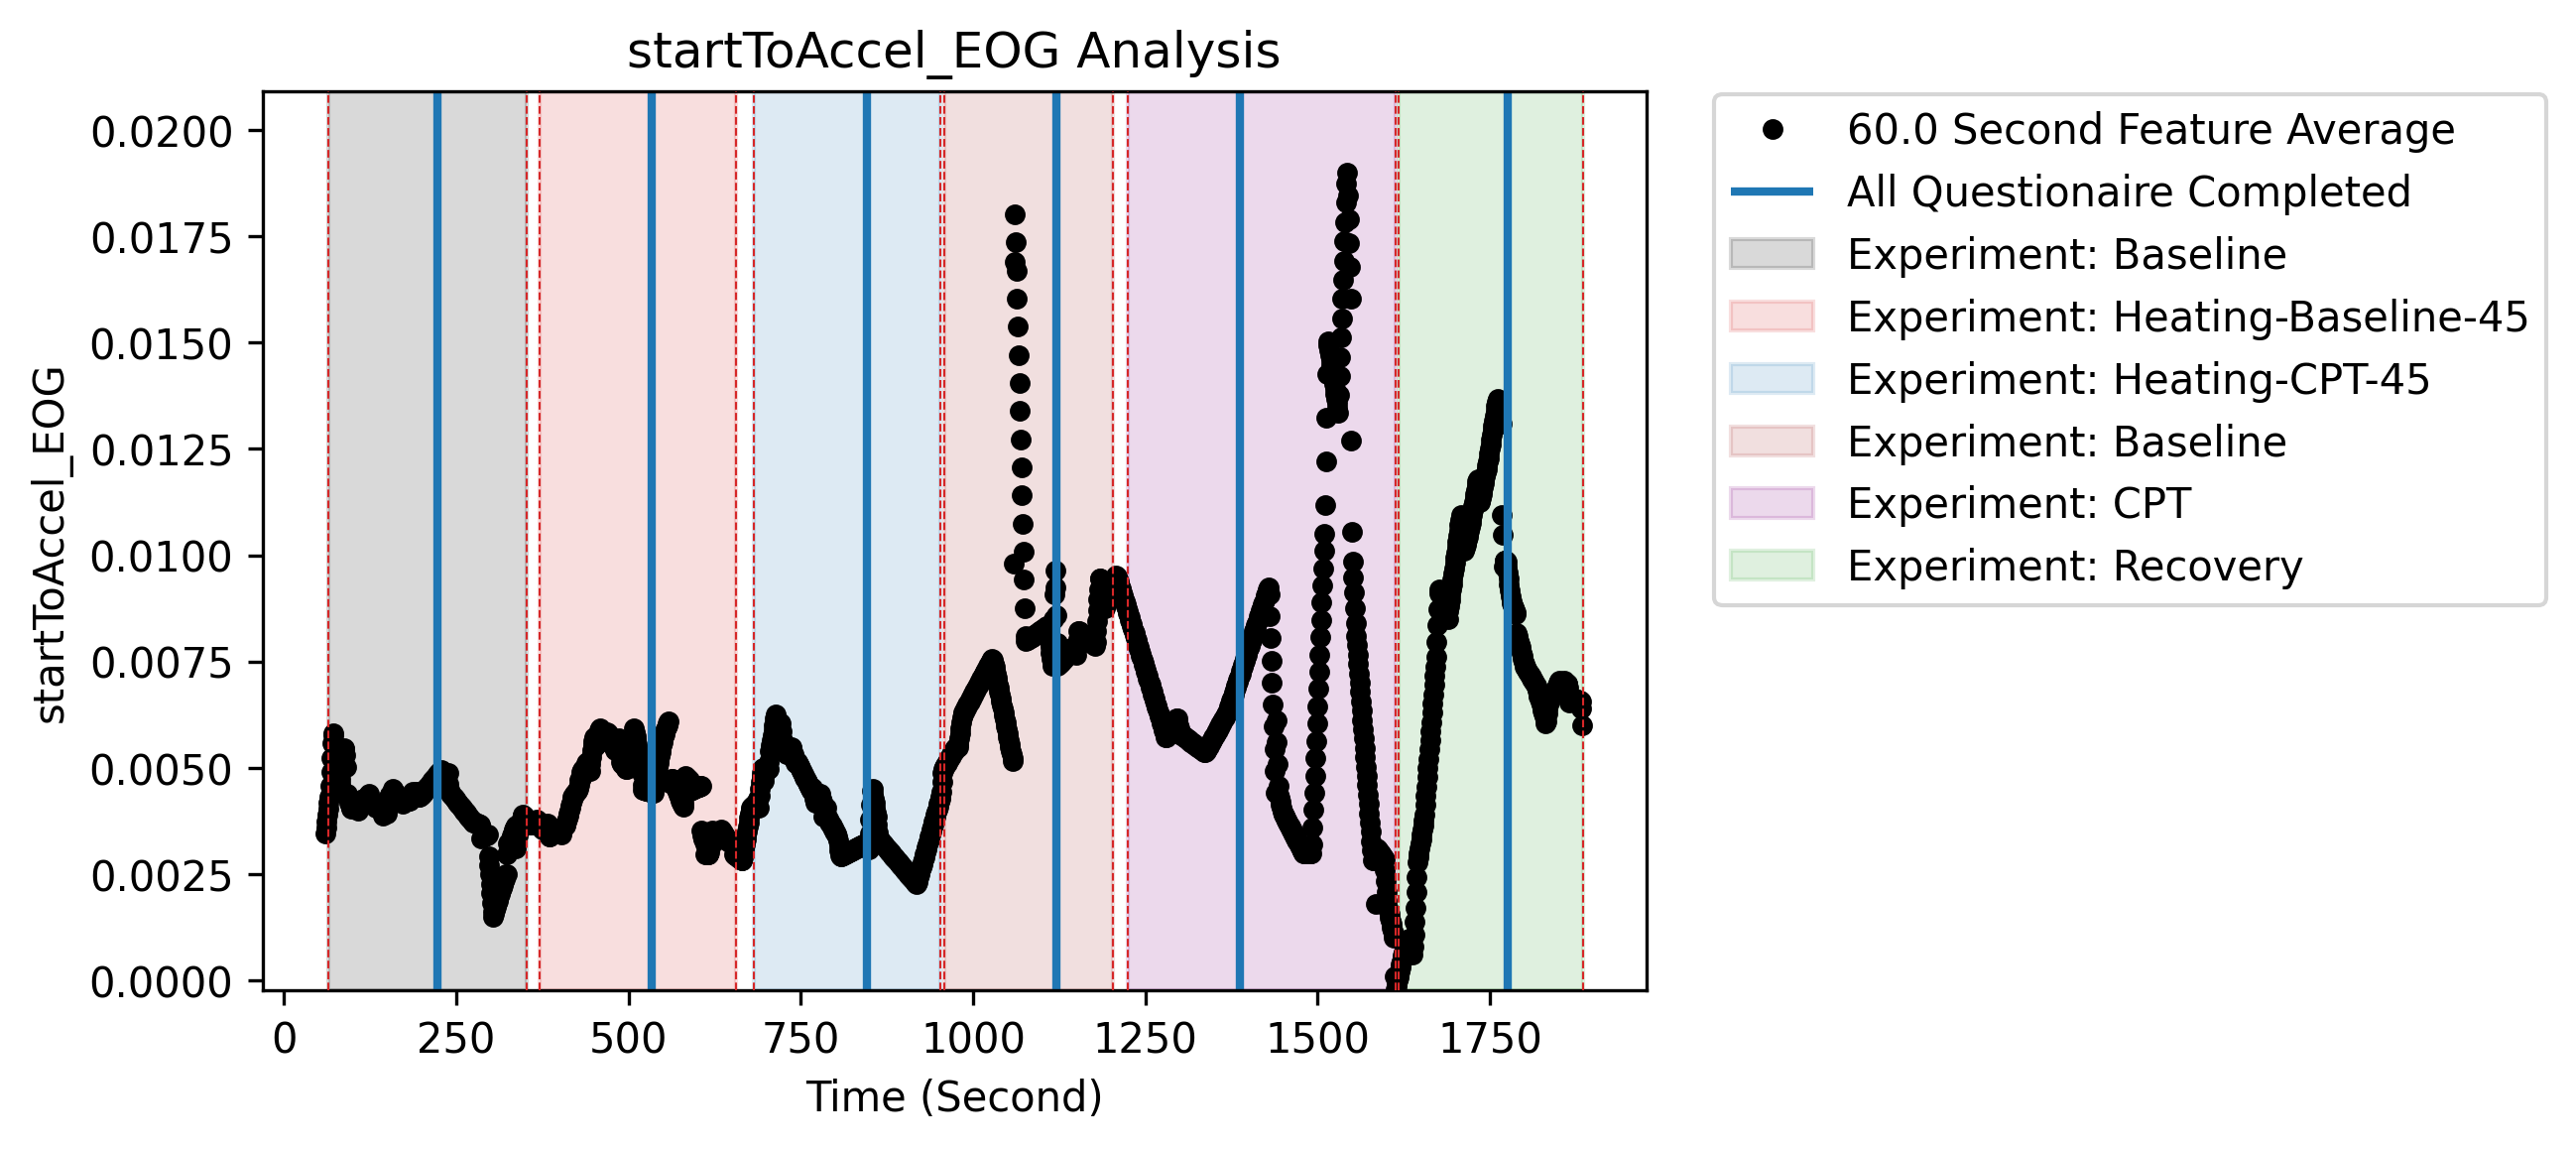 startToAccel_EOG Analysis
startToAccel_EOG
0.0200
0.0175
0.0150
0.0125
0.0100
0.0075
0.0050
0.0025
0.0000
0 250 500 750 1000 1250 1500 1750
Time (Second)
60.0 Second Feature Average
All Questionaire Completed
Experiment: Baseline
Experiment: Heating-Baseline-45
Experiment: Heating-CPT-45
Experiment: Baseline
Experiment: CPT
Experiment: Recovery